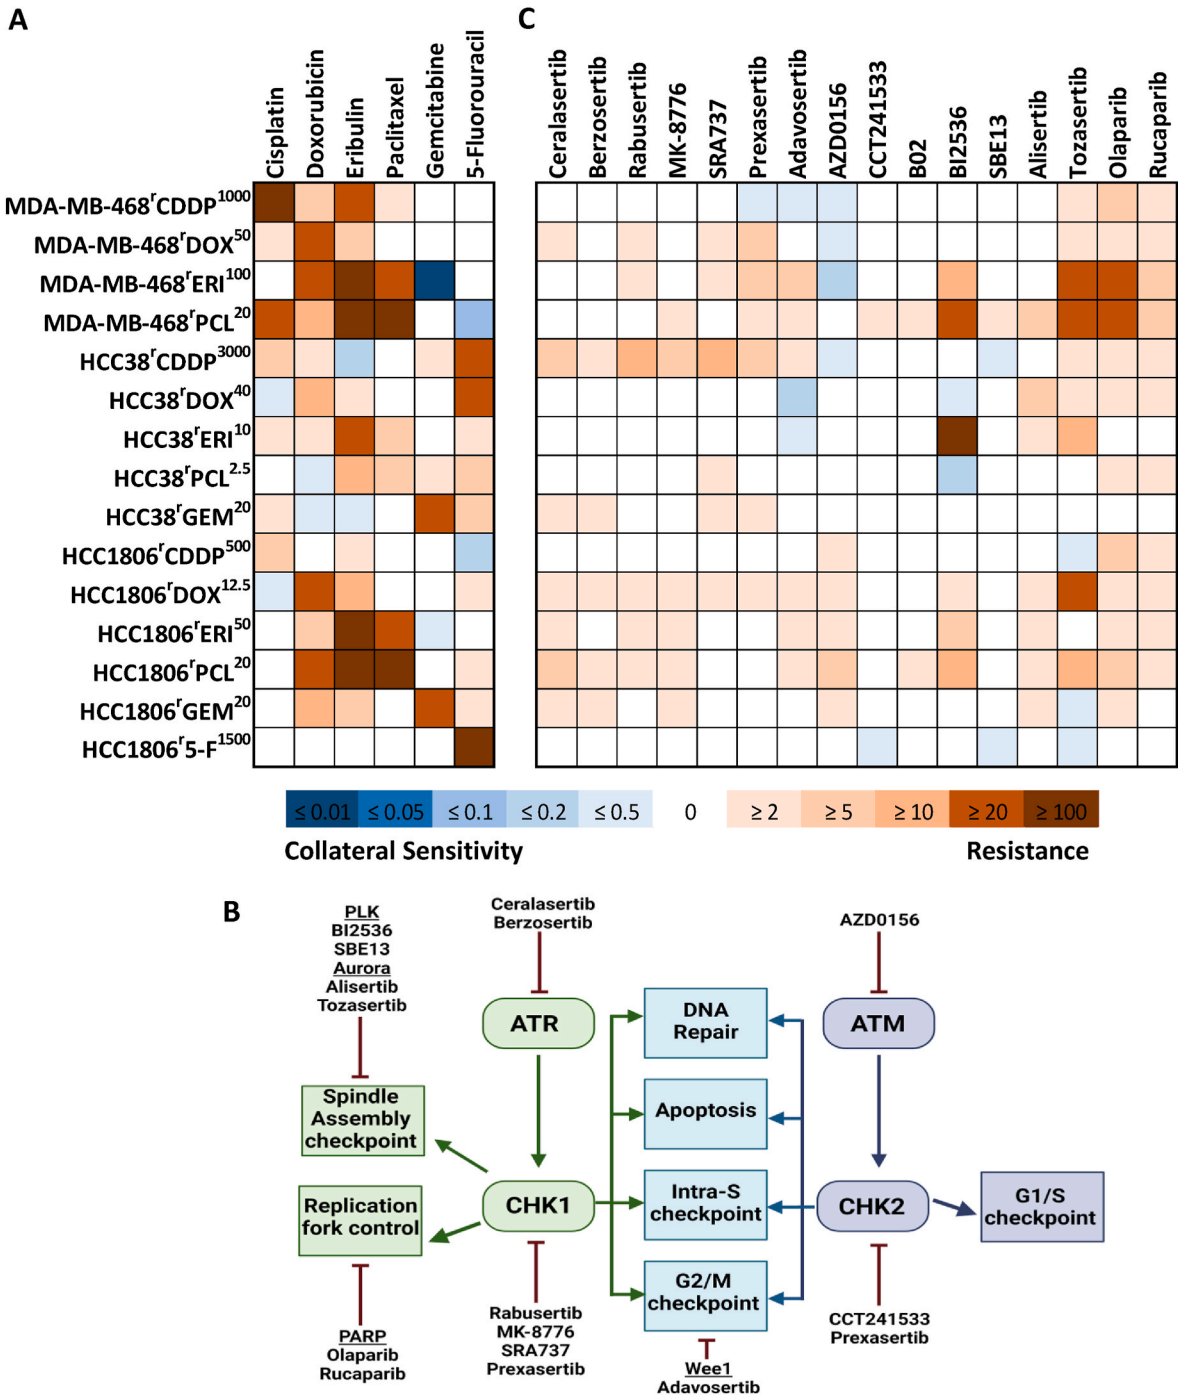 A
C
Cisplatin
Doxorubicin
Eribulin
Paclitaxel
Gemcitabine
5-Fluorouracil
Ceralasertib
Berzosertib
Rabusertib
MK-8776
SRA737
Prexasertib
Adavosertib
AZD0156
CCT241533
B02
BI2536
SBE13
Alisertib
Tozasertib
Olaparib
Rucaparib
MDA-MB-468ʳCDDP¹⁰⁰⁰
MDA-MB-468ʳDOX⁵⁰
MDA-MB-468ʳERI¹⁰⁰
MDA-MB-468ʳPCL²⁰
HCC38ʳCDDP³⁰⁰⁰
HCC38ʳDOX⁴⁰
HCC38ʳERI¹⁰
HCC38ʳPCL²·⁵
HCC38ʳGEM²⁰
HCC1806ʳCDDP⁵⁰⁰
HCC1806ʳDOX¹²·⁵
HCC1806ʳERI⁵⁰
HCC1806ʳPCL²⁰
HCC1806ʳGEM²⁰
HCC1806ʳ5-F¹⁵⁰⁰
≤ 0.01 ≤ 0.05 ≤ 0.1 ≤ 0.2 ≤ 0.5 0 ≥ 2 ≥ 5 ≥ 10 ≥ 20 ≥ 100
Collateral Sensitivity Resistance
B
PLK
BI2536
SBE13
Aurora
Alisertib
Tozasertib
Ceralasertib
Berzosertib
AZD0156
ATR
DNA
Repair
ATM
Spindle
Assembly
checkpoint
Apoptosis
Replication
fork control
CHK1
Intra-S
checkpoint
CHK2
G1/S
checkpoint
G2/M
checkpoint
PARP
Olaparib
Rucaparib
Rabusertib
MK-8776
SRA737
Prexasertib
Wee1
Adavosertib
CCT241533
Prexasertib